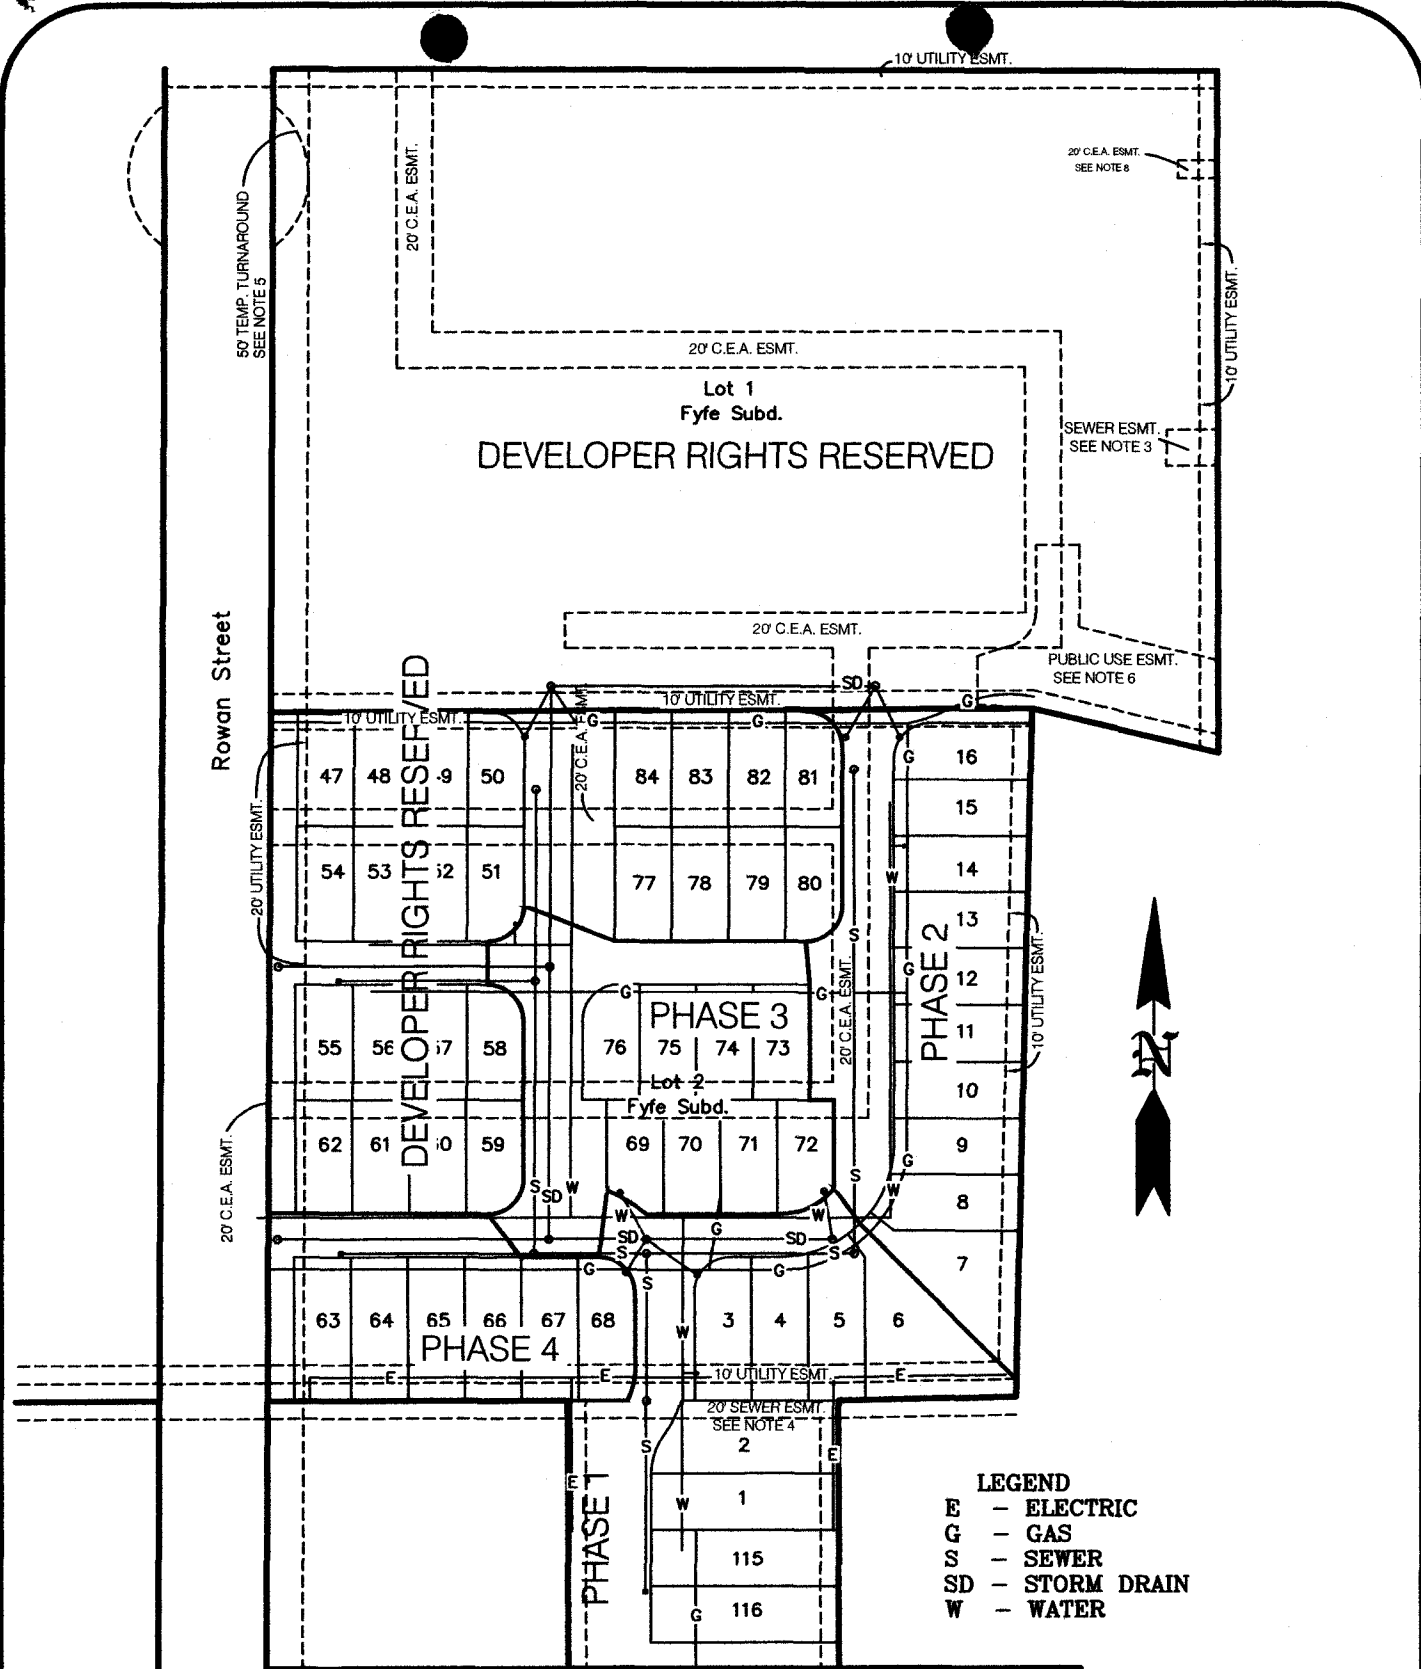 10' UTILITY ESMT.
20' C.E.A. ESMT.
SEE NOTE 8
20' C.E.A. ESMT.
50' TEMP. TURNAROUND
SEE NOTE 5
10' UTILITY ESMT.
20' C.E.A. ESMT.
Lot 1
Fyfe Subd.
DEVELOPER RIGHTS RESERVED
SEWER ESMT.
SEE NOTE 3
Rowan Street
20' C.E.A. ESMT.
PUBLIC USE ESMT.
SEE NOTE 6
DEVELOPER RIGHTS RESERVED
SD
10' UTILITY ESMT.
G
10' UTILITY ESMT.
20' C.E.A. ESMT.
G
G
47
48
50
84
83
82
81
G
16
15
20' UTILITY ESMT.
54
53
51
77
78
79
80
W
14
13
S
PHASE 2
12
G
20' C.E.A. ESMT.
10' UTILITY ESMT.
G
G
PHASE 3
11
55
58
76
75
74
73
10
N
Lot 2
Fyfe Subd.
20' C.E.A. ESMT.
62
61
59
69
70
71
72
9
G
S
W
8
S
SD
W
W
G
W
SD
SD
S
S
7
G
S
G
63
64
65
66
67
68
3
4
5
6
W
PHASE 4
E
E
10' UTILITY ESMT.
E
20' SEWER ESMT.
SEE NOTE 4
S
2
E
E
PHASE 1
W
1
115
G
116
LEGEND
E - ELECTRIC
G - GAS
S - SEWER
SD - STORM DRAIN
W - WATER